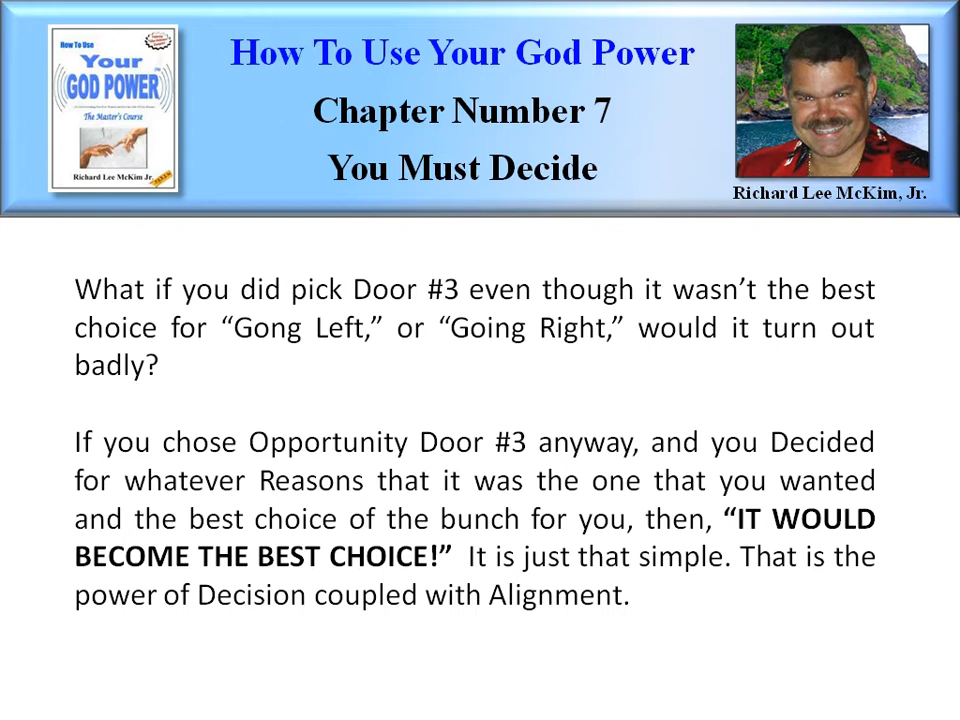 How To Use
Your
GOD POWER
The Master's Course
Richard Lee McKim Jr.
How To Use Your God Power
Chapter Number 7
You Must Decide
Richard Lee McKim, Jr.
What if you did pick Door #3 even though it wasn’t the best
choice for “Gong Left,” or “Going Right,” would it turn out
badly?
If you chose Opportunity Door #3 anyway, and you Decided
for whatever Reasons that it was the one that you wanted
and the best choice of the bunch for you, then, “IT WOULD
BECOME THE BEST CHOICE!” It is just that simple. That is the
power of Decision coupled with Alignment.